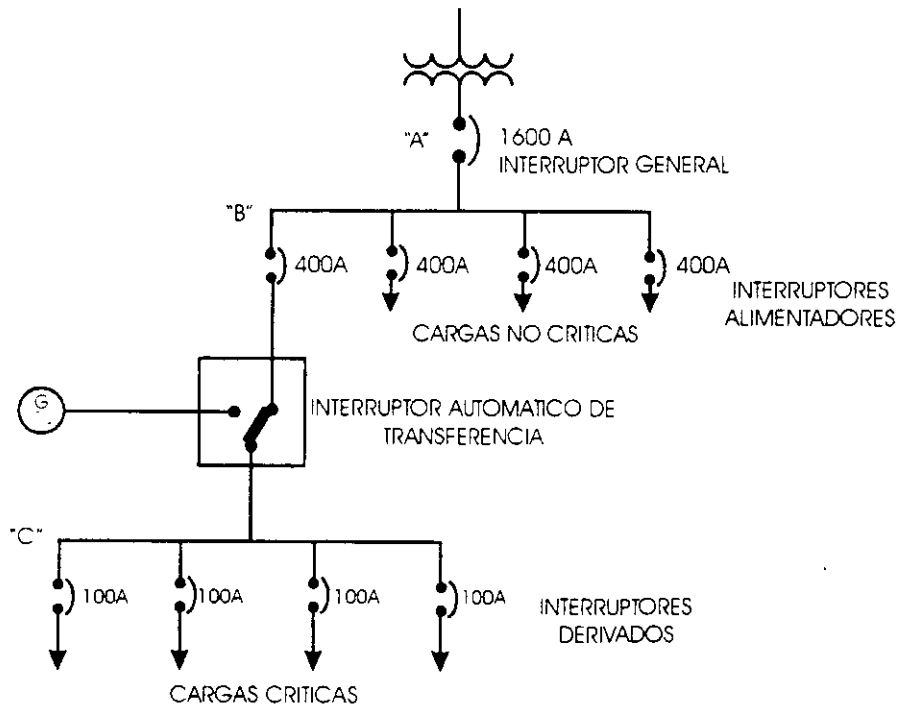 "A"
1600 A
INTERRUPTOR GENERAL
"B"
400A
400A
400A
400A
INTERRUPTORES
ALIMENTADORES
CARGAS NO CRITICAS
G
INTERRUPTOR AUTOMATICO DE
TRANSFERENCIA
"C"
100A
100A
100A
100A
INTERRUPTORES
DERIVADOS
CARGAS CRITICAS